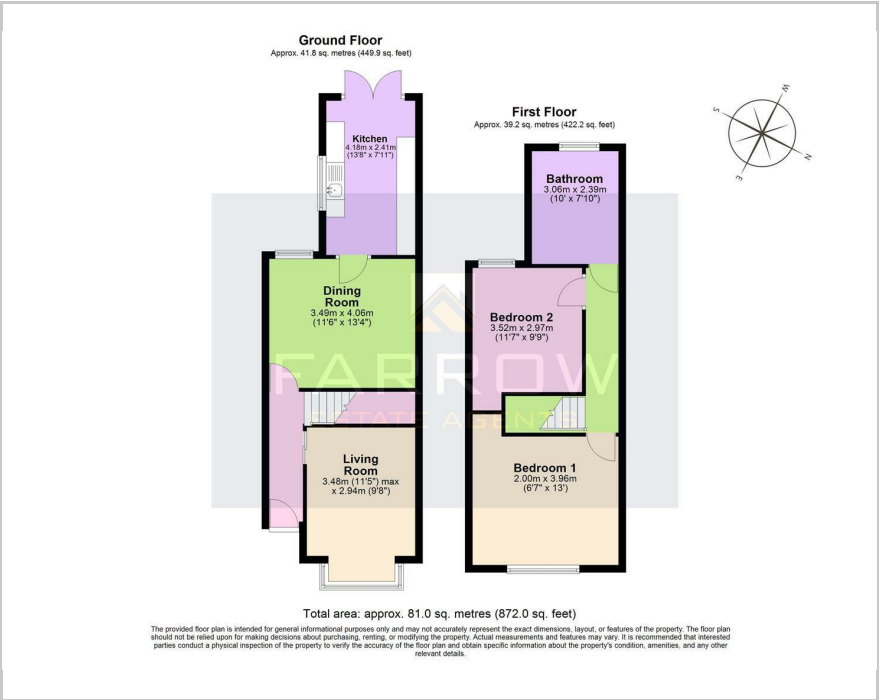 Ground Floor
Approx. 41.8 sq. metres (449.9 sq. feet)
Kitchen
4.18m x 2.41m
(13'8" x 7'11")
Dining
Room
3.49m x 4.06m
(11'6" x 13'4")
Living
Room
3.48m (11'5") max
x 2.94m (9'8")
First Floor
Approx. 39.2 sq. metres (422.2 sq. feet)
Bathroom
3.06m x 2.39m
(10' x 7'10")
Bedroom 2
3.52m x 2.97m
(11'7" x 9'9")
Bedroom 1
2.00m x 3.96m
(6'7" x 13')
W
S
N
E
FARROW
ESTATE AGENTS
Total area: approx. 81.0 sq. metres (872.0 sq. feet)
The provided floor plan is intended for general informational purposes only and may not accurately represent the exact dimensions, layout, or features of the property. The floor plan
should not be relied upon for making decisions about purchasing, renting, or modifying the property. Actual measurements and features may vary. It is recommended that interested
parties conduct a physical inspection of the property to verify the accuracy of the floor plan and obtain specific information about the property's condition, amenities, and any other
relevant details.